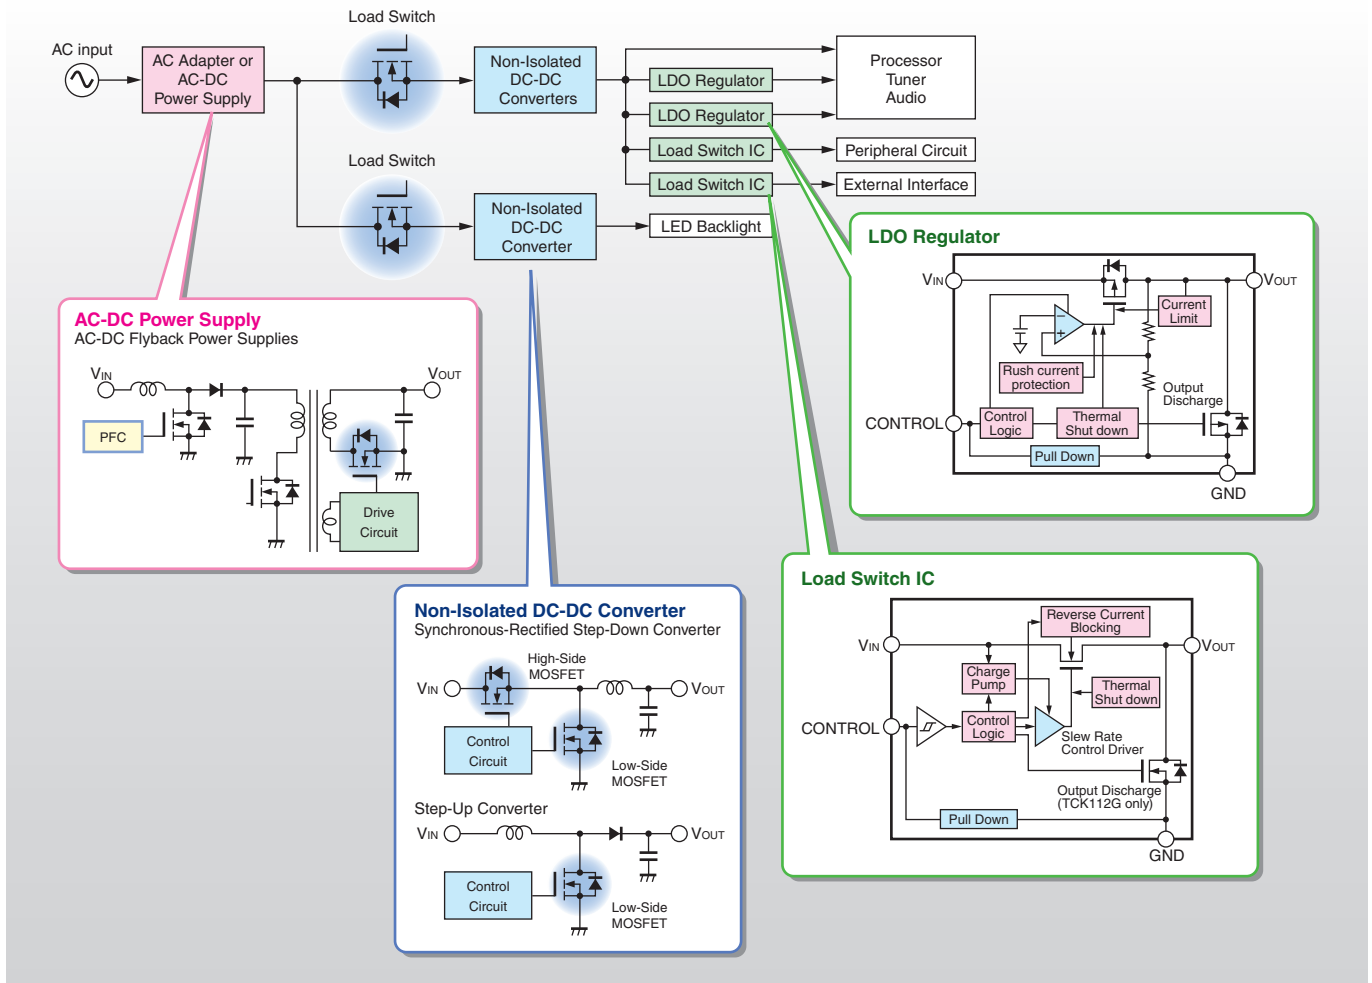 Load Switch
AC input
AC Adapter or
AC-DC
Power Supply
Non-Isolated
DC-DC
Converters
LDO Regulator
LDO Regulator
Load Switch IC
Load Switch IC
Processor
Tuner
Audio
Peripheral Circuit
External Interface
Load Switch
Non-Isolated
DC-DC
Converter
LED Backlight
AC-DC Power Supply
AC-DC Flyback Power Supplies
VIN
VOUT
PFC
Drive
Circuit
Non-Isolated DC-DC Converter
Synchronous-Rectified Step-Down Converter
High-Side
MOSFET
VIN
VOUT
Control
Circuit
Low-Side
MOSFET
Step-Up Converter
VIN
VOUT
Control
Circuit
Low-Side
MOSFET
LDO Regulator
VIN
VOUT
Current
Limit
Rush current
protection
Output
Discharge
CONTROL
Control
Logic
Thermal
Shut down
Pull Down
GND
Load Switch IC
Reverse Current
Blocking
VIN
VOUT
Charge
Pump
Thermal
Shut down
CONTROL
Control
Logic
Slew Rate
Control Driver
Output Discharge
(TCK112G only)
Pull Down
GND